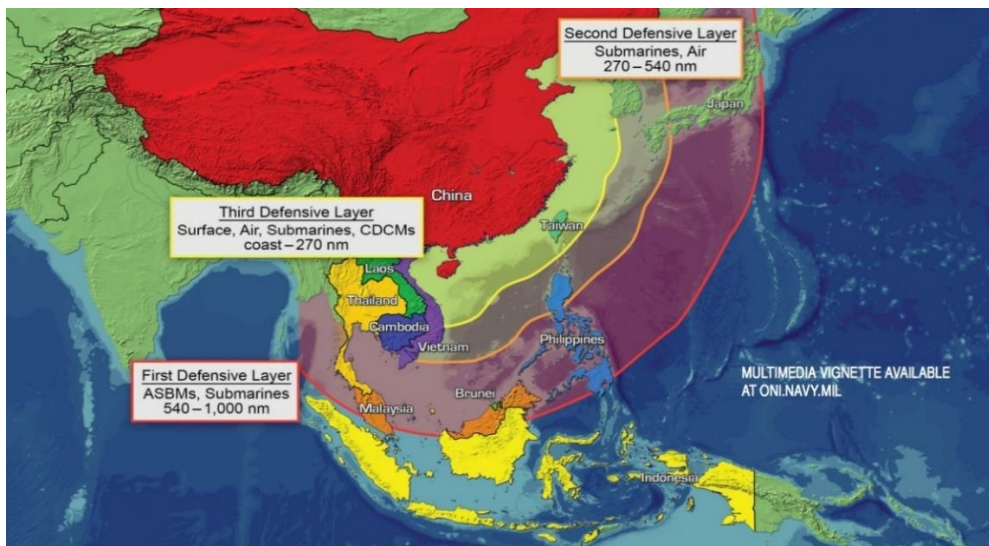 Second Defensive Layer
Submarines, Air
270 – 540 nm
Japan
China
Third Defensive Layer
Surface, Air, Submarines, CDCMs
coast – 270 nm
Taiwan
Laos
Thailand
Cambodia
Vietnam
Philippines
First Defensive Layer
ASBMs, Submarines
540 – 1,000 nm
MULTIMEDIA VIGNETTE AVAILABLE
AT ONI.NAVY.MIL
Brunei
Malaysia
Indonesia